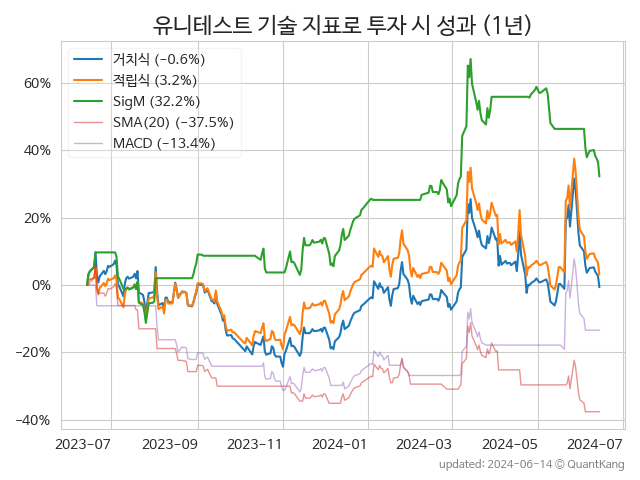 유니테스트 기술 지표로 투자 시 성과 (1년)
거치식 (−0.6%)
적립식 (3.2%)
SigM (32.2%)
SMA(20) (−37.5%)
MACD (−13.4%)
60%
40%
20%
0%
−20%
−40%
2023-07 2023-09 2023-11 2024-01 2024-03 2024-05 2024-07
updated: 2024-06-14 © QuantKang